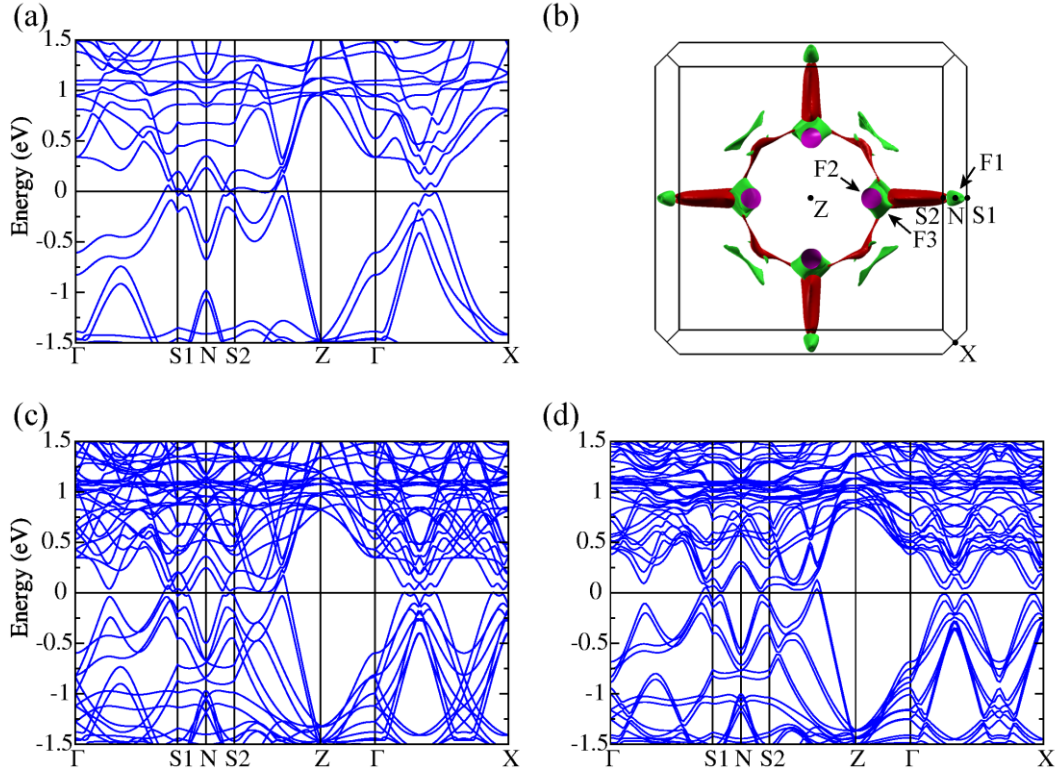 (a)
1.5
1
0.5
0
-0.5
-1
-1.5
Energy (eV)
Γ S1 N S2 Z Γ X
(b)
F2
F1
Z
S2 N S1
F3
X
(c)
1.5
1
0.5
0
-0.5
-1
-1.5
Energy (eV)
Γ S1 N S2 Z Γ X
(d)
1.5
1
0.5
0
-0.5
-1
-1.5
Γ S1 N S2 Z Γ X